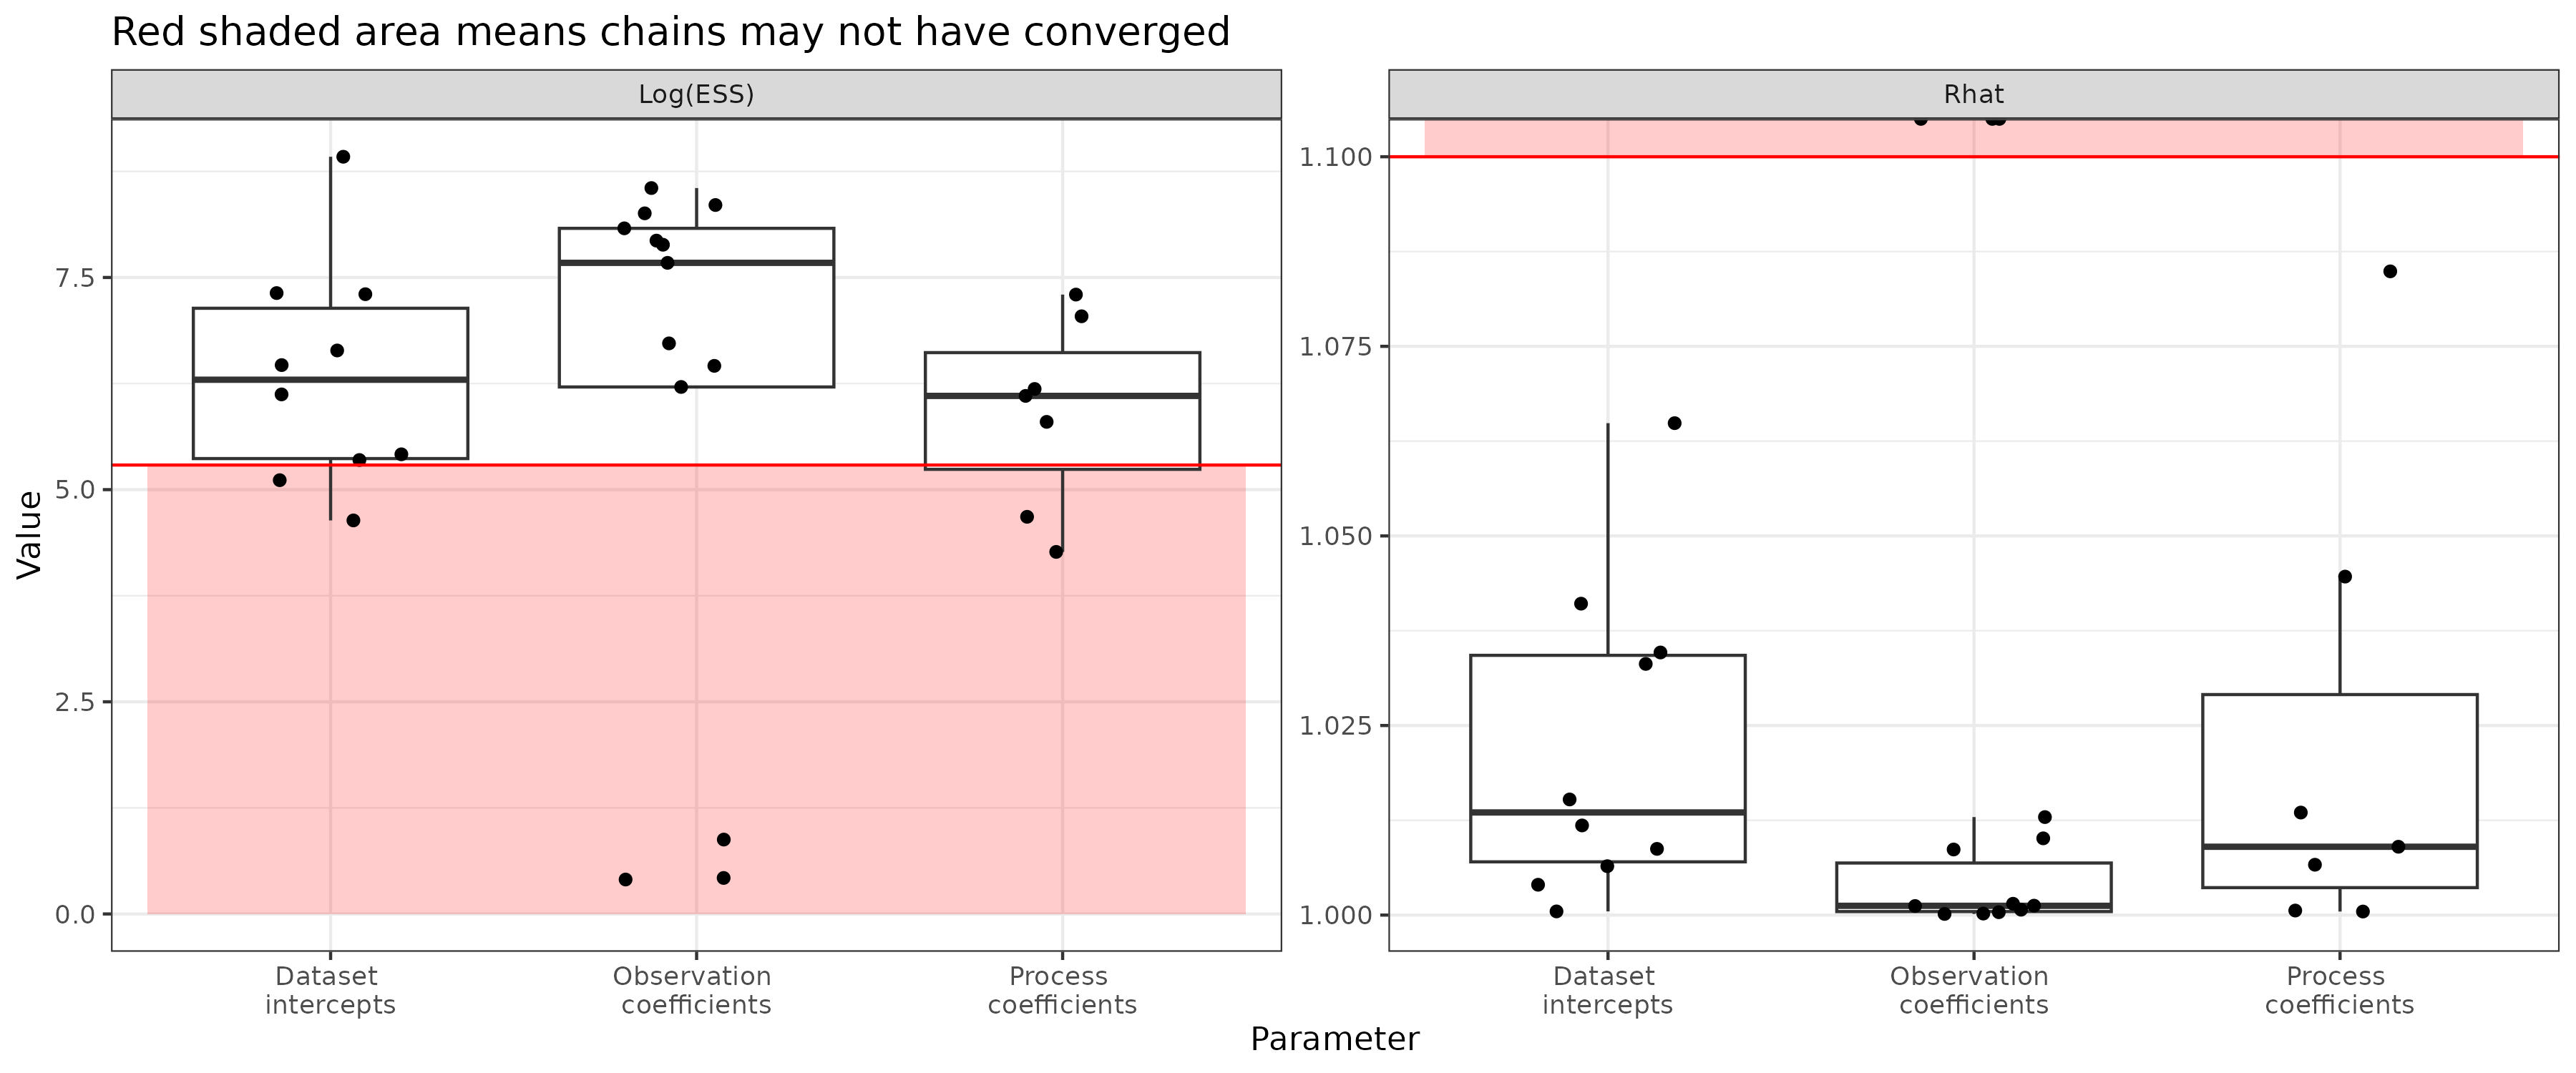 Red shaded area means chains may not have converged
Log(ESS)
Rhat
Value
7.5
5.0
2.5
0.0
1.100
1.075
1.050
1.025
1.000
Dataset
intercepts
Observation
coefficients
Process
coefficients
Dataset
intercepts
Observation
coefficients
Process
coefficients
Parameter